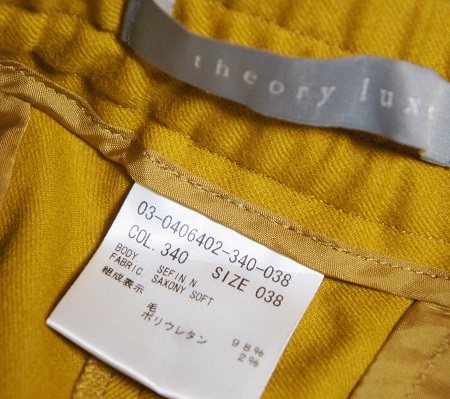 theory luxe
03-0406402-340-038
COL. 340 SIZE 038
BODY SEFIN.N
FABRIC SAXONY SOFT
組成表示
毛 98%
ポリウレタン 2%